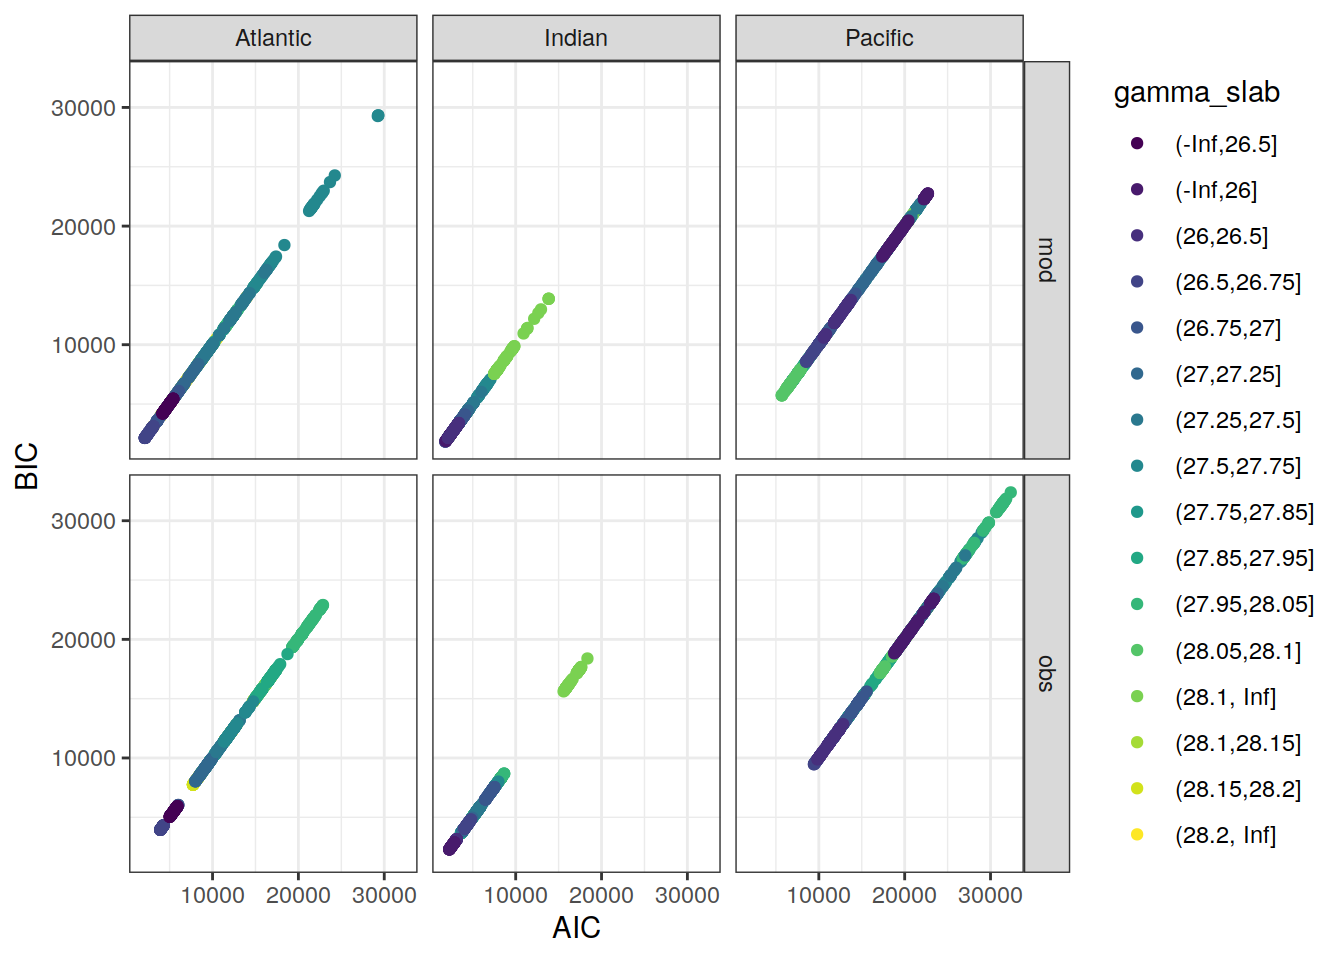 Atlantic
Indian
Pacific
gamma_slab
(-Inf,26.5]
(-Inf,26]
(26,26.5]
(26.5,26.75]
(26.75,27]
(27,27.25]
(27.25,27.5]
(27.5,27.75]
(27.75,27.85]
(27.85,27.95]
(27.95,28.05]
(28.05,28.1]
(28.1, Inf]
(28.1,28.15]
(28.15,28.2]
(28.2, Inf]
30000
20000
10000
mod
BIC
30000
20000
10000
obs
10000 20000 30000
10000 20000 30000
10000 20000 30000
AIC